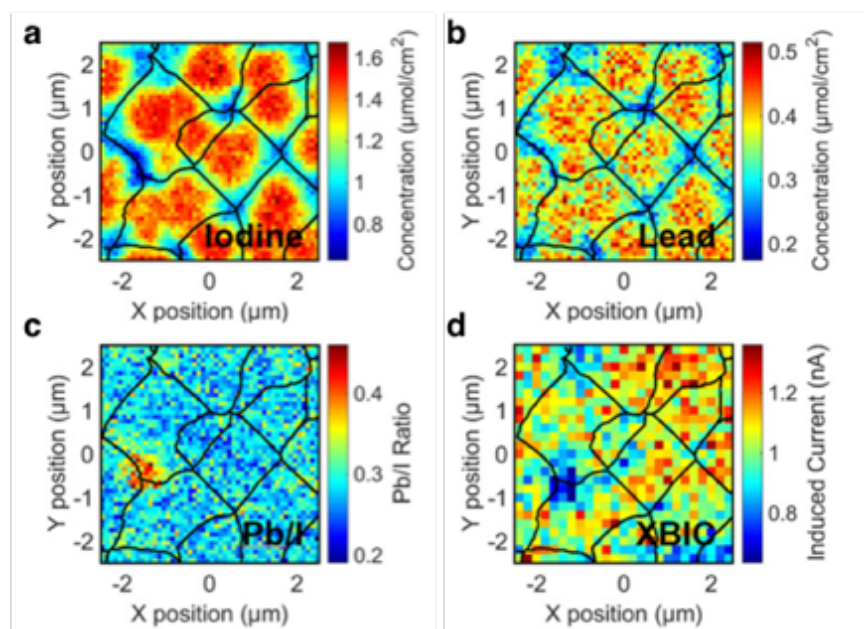 a
1.6
1.4
1.2
1
0.8
Concentration (μmol/cm²)
2
1
0
-1
-2
Y position (μm)
Iodine
-2 0 2
X position (μm)
b
0.5
0.4
0.3
0.2
Concentration (μmol/cm²)
2
1
0
-1
-2
Y position (μm)
Lead
-2 0 2
X position (μm)
c
0.4
0.3
0.2
Pb/I Ratio
2
1
0
-1
-2
Y position (μm)
Pb/I
-2 0 2
X position (μm)
d
1.2
1
0.8
Induced Current (nA)
2
1
0
-1
-2
Y position (μm)
XBIC
-2 0 2
X position (μm)